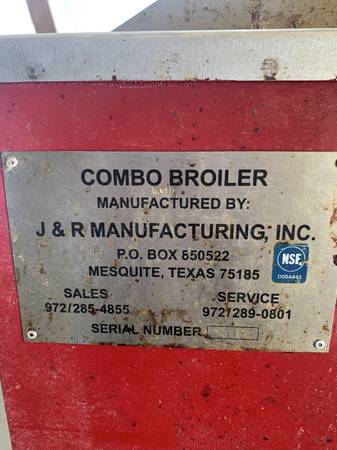 COMBO BROILER
MANUFACTURED BY:
J & R MANUFACTURING, INC.
P.O. BOX 850522
MESQUITE, TEXAS 75185
NSF
D054443
SALES
972/285-4855
SERVICE
972/289-0801
SERIAL NUMBER